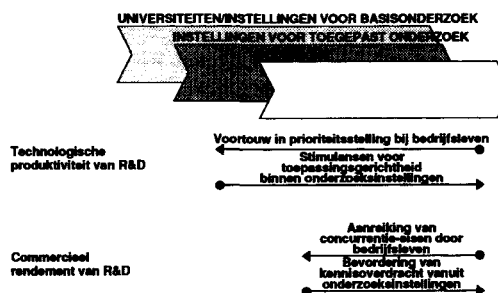 UNIVERSITEITEN/INSTELLINGEN VOOR BASISONDERZOEK
INSTELLINGEN VOOR TOEGEPAST ONDERZOEK
Technologische
produktiviteit van R&D
Voortouw in prioriteitsstelling bij bedrijfsleven
Stimulansen voor
toepassingsgerichtheid
binnen onderzoeksinstellingen
Commercieel
rendement van R&D
Aanreiking van
concurrentie-eisen door
bedrijfsleven
Bevordering van
kennisoverdracht vanuit
onderzoeksinstellingen